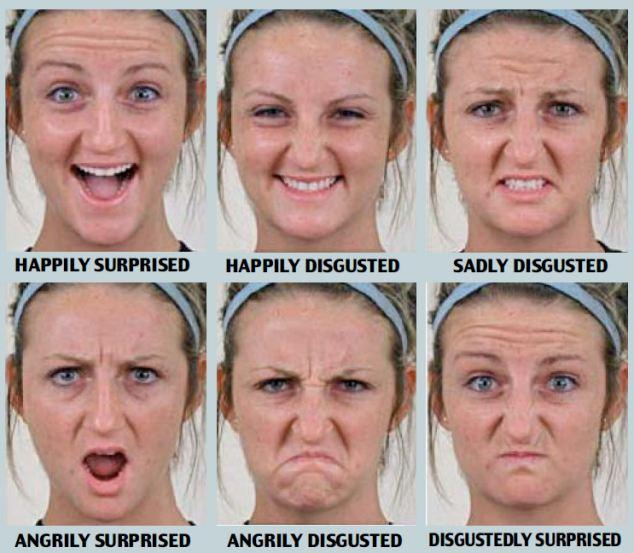 HAPPILY SURPRISED
HAPPILY DISGUSTED
SADLY DISGUSTED
ANGRILY SURPRISED
ANGRILY DISGUSTED
DISGUSTEDLY SURPRISED